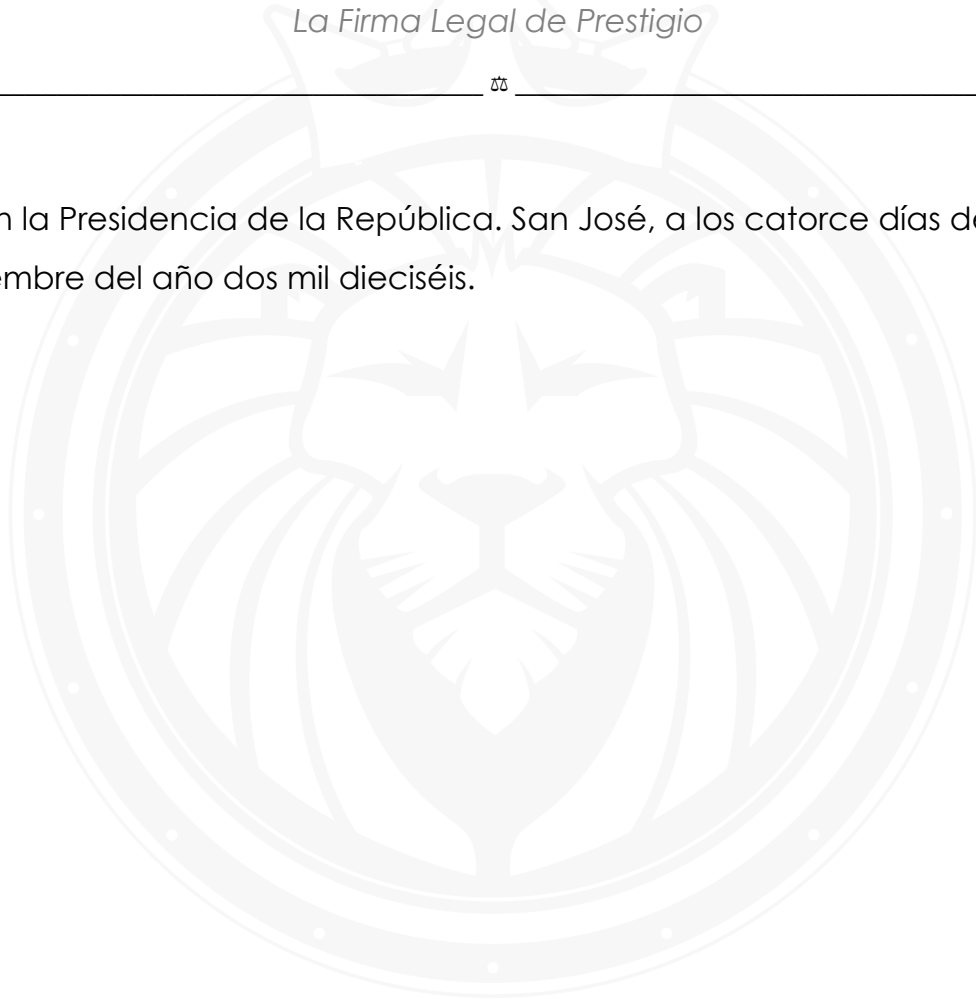 La Firma Legal de Prestigio
n la Presidencia de la República. San José, a los catorce días de
embre del año dos mil dieciséis.